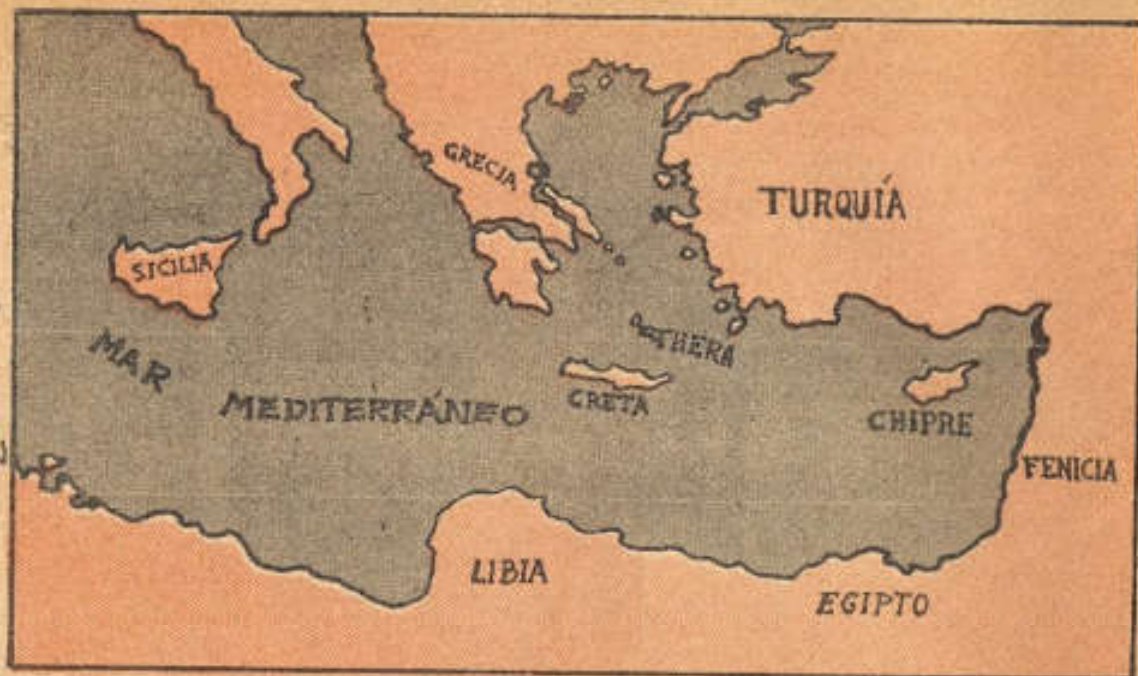 GRECIA
TURQUÍA
SICILIA
MAR
MEDITERRÁNEO
THERA
CRETA
CHIPRE
FENICIA
LIBIA
EGIPTO